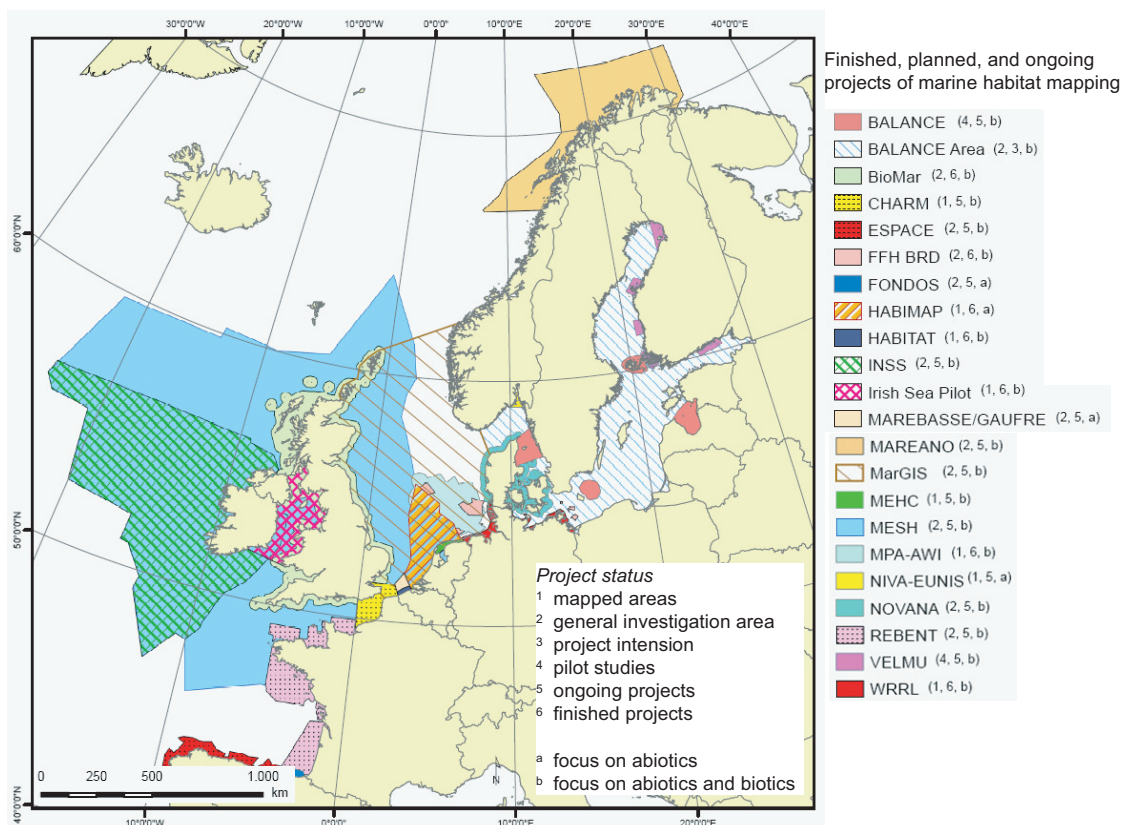 30°0'0"W 20°0'0"W 10°0'0"W 0°0'0"E 10°0'0"E 20°0'0"E 30°0'0"E
60°0'0"N
50°0'0"N
40°0'0"N
10°0'0"W 0°0'0"E 10°0'0"E 20°0'0"E
Finished, planned, and ongoing
projects of marine habitat mapping
BALANCE (4, 5, b)
BALANCE Area (2, 3, b)
BioMar (2, 6, b)
CHARM (1, 5, b)
ESPACE (2, 5, b)
FFH BRD (2, 6, b)
FONDOS (2, 5, a)
HABIMAP (1, 6, a)
HABITAT (1, 6, b)
INSS (2, 5, b)
Irish Sea Pilot (1, 6, b)
MAREBASSE/GAUFRE (2, 5, a)
MAREANO (2, 5, b)
MarGIS (2, 5, b)
MEHC (1, 5, b)
MESH (2, 5, b)
MPA-AWI (1, 6, b)
NIVA-EUNIS (1, 5, a)
NOVANA (2, 5, b)
REBENT (2, 5, b)
VELMU (4, 5, b)
WRRL (1, 6, b)
Project status
1 mapped areas
2 general investigation area
3 project intension
4 pilot studies
5 ongoing projects
6 finished projects
a focus on abiotics
b focus on abiotics and biotics
0 250 500 1.000
km
N